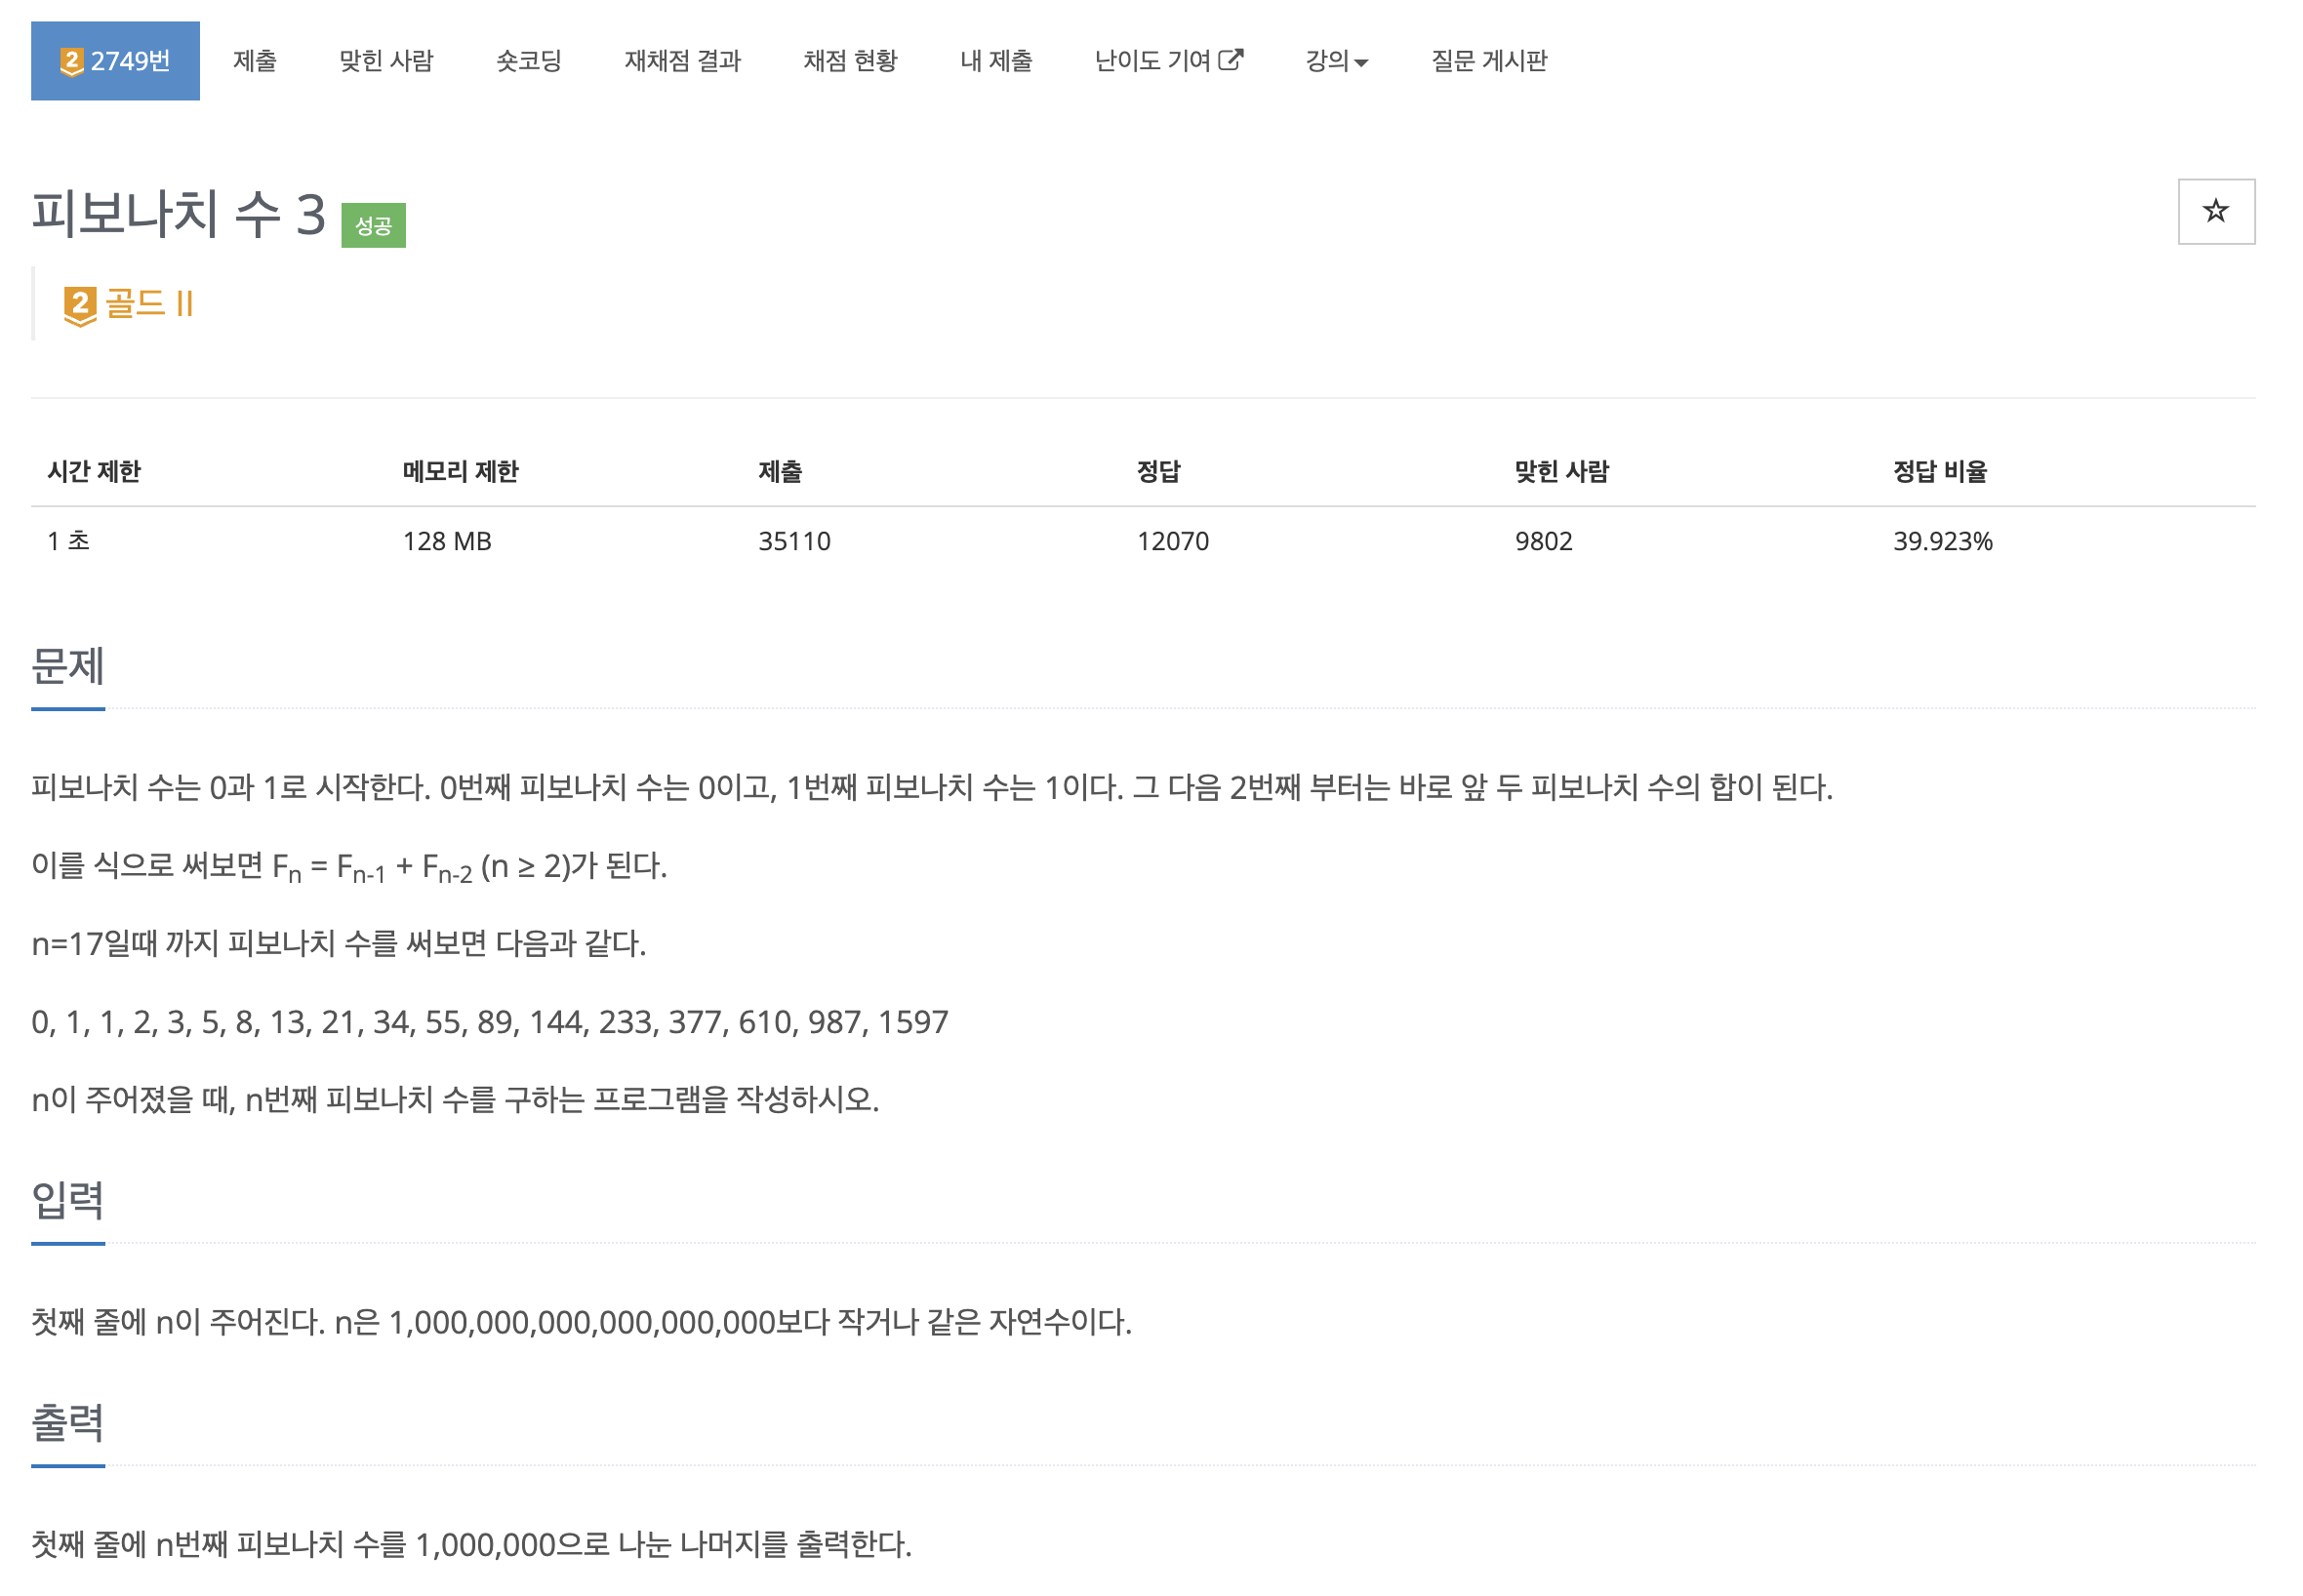 2 2749번 제출 맞힌 사람 숏코딩 재채점 결과 채점 현황 내 제출 난이도 기여 강의 질문 게시판
피보나치 수 3 성공
2 골드 II
시간 제한 메모리 제한 제출 정답 맞힌 사람 정답 비율
1 초 128 MB 35110 12070 9802 39.923%
문제
피보나치 수는 0과 1로 시작한다. 0번째 피보나치 수는 0이고, 1번째 피보나치 수는 1이다. 그 다음 2번째 부터는 바로 앞 두 피보나치 수의 합이 된다.
이를 식으로 써보면 Fn = Fn-1 + Fn-2 (n ≥ 2)가 된다.
n=17일때 까지 피보나치 수를 써보면 다음과 같다.
0, 1, 1, 2, 3, 5, 8, 13, 21, 34, 55, 89, 144, 233, 377, 610, 987, 1597
n이 주어졌을 때, n번째 피보나치 수를 구하는 프로그램을 작성하시오.
입력
첫째 줄에 n이 주어진다. n은 1,000,000,000,000,000,000보다 작거나 같은 자연수이다.
출력
첫째 줄에 n번째 피보나치 수를 1,000,000으로 나눈 나머지를 출력한다.